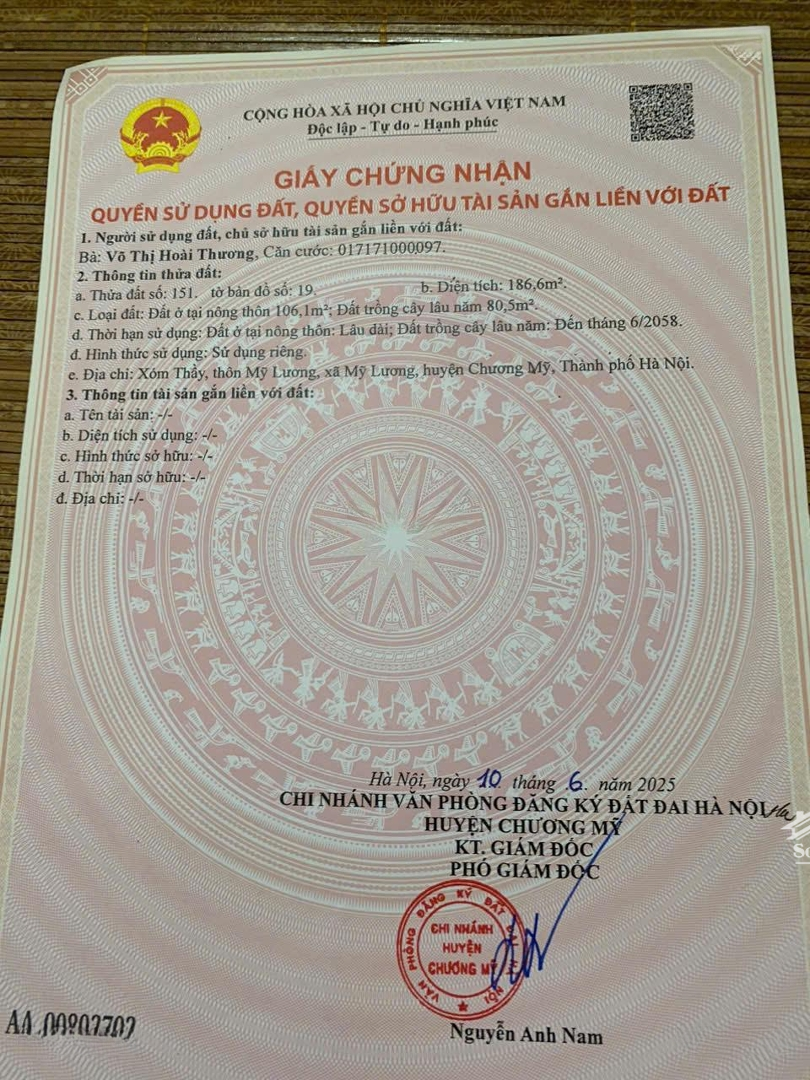 CỘNG HÒA XÃ HỘI CHỦ NGHĨA VIỆT NAM
Độc lập - Tự do - Hạnh phúc
GIẤY CHỨNG NHẬN
QUYỀN SỬ DỤNG ĐẤT, QUYỀN SỞ HỮU TÀI SẢN GẮN LIỀN VỚI ĐẤT
1. Người sử dụng đất, chủ sở hữu tài sản gắn liền với đất:
Bà: Võ Thị Hoài Thương, Căn cước: 017171000097.
2. Thông tin thửa đất:
a. Thửa đất số: 151. tờ bản đồ số: 19. b. Diện tích: 186,6m².
c. Loại đất: Đất ở tại nông thôn 106,1m²; Đất trồng cây lâu năm 80,5m².
d. Thời hạn sử dụng: Đất ở tại nông thôn: Lâu dài; Đất trồng cây lâu năm: Đến tháng 6/2058.
đ. Hình thức sử dụng: Sử dụng riêng.
e. Địa chỉ: Xóm Thầy, thôn Mỹ Lương, xã Mỹ Lương, huyện Chương Mỹ, Thành phố Hà Nội.
3. Thông tin tài sản gắn liền với đất:
a. Tên tài sản: -/-
b. Diện tích sử dụng: -/-
c. Hình thức sở hữu: -/-
d. Thời hạn sở hữu: -/-
đ. Địa chỉ: -/-
Hà Nội, ngày 10 tháng 6. năm 2025
CHI NHÁNH VĂN PHÒNG ĐĂNG KÝ ĐẤT ĐAI HÀ NỘI
HUYỆN CHƯƠNG MỸ
KT. GIÁM ĐỐC
PHÓ GIÁM ĐỐC
VĂN PHÒNG ĐĂNG KÝ ĐẤT ĐAI HÀ NỘI
CHI NHÁNH
HUYỆN
CHƯƠNG MỸ
Nguyễn Anh Nam